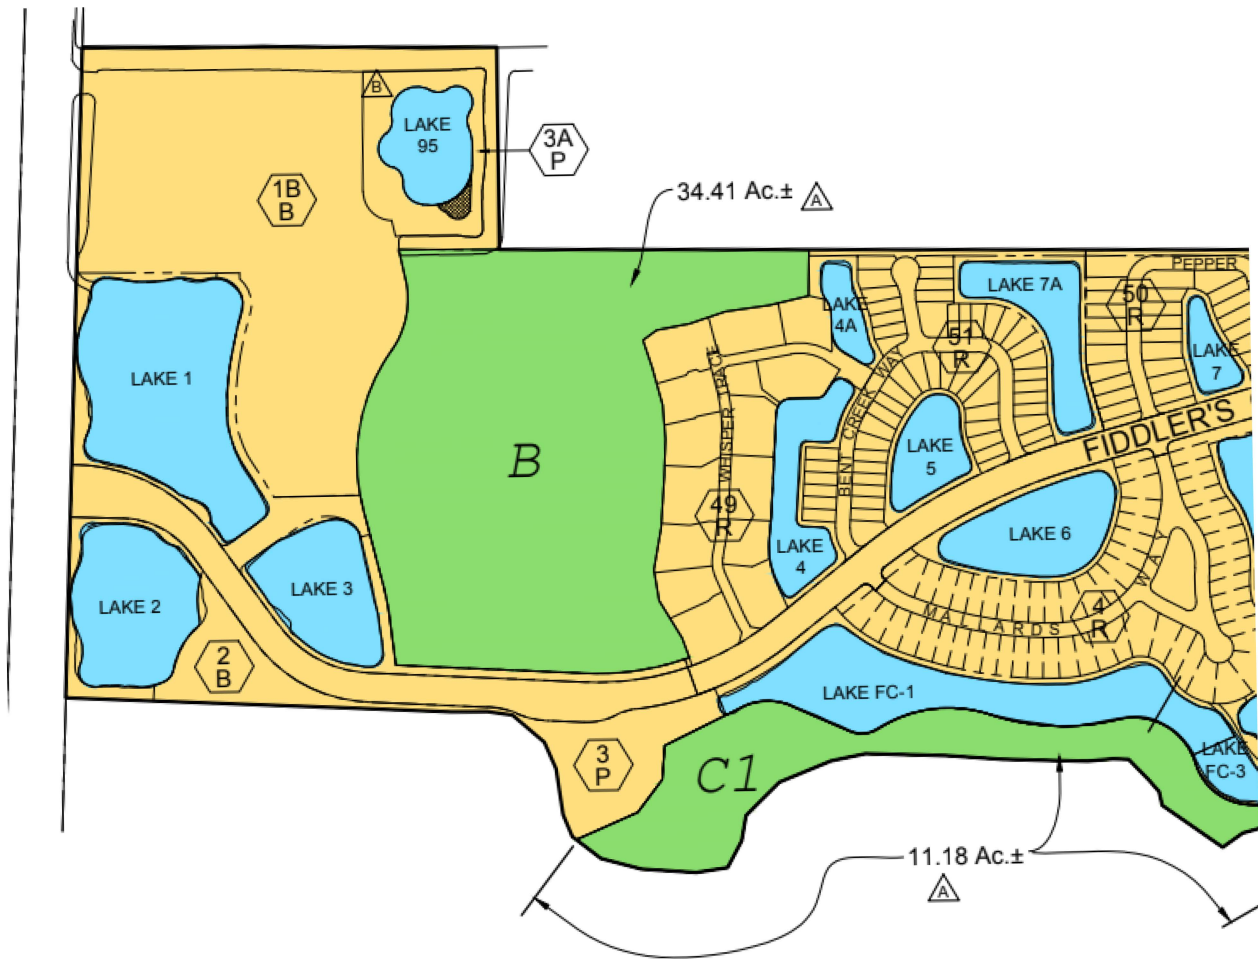 B
LAKE
95
3A
P
1B
B
34.41 Ac.±
A
PEPPER
LAKE 7A
50
R
LAKE
4A
51
R
LAKE
7
LAKE 1
WHISPER TRACE
BENT CREEK WAY
FIDDLER'S
B
LAKE
5
49
R
LAKE 6
LAKE
4
LAKE 3
LAKE 2
MALLARDS WAY
4
R
2
B
LAKE FC-1
3
P
C1
LAKE
FC-3
11.18 Ac.±
A